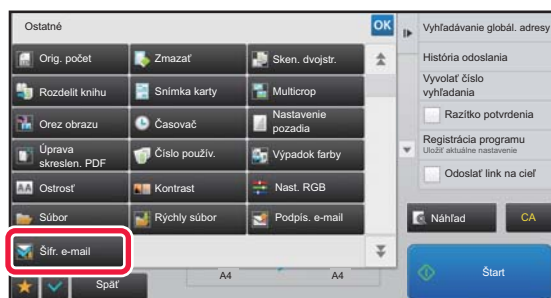 Ostatné
OK
Orig. počet
Zmazať
Sken. dvojstr.
Rozdelit knihu
Snímka karty
Multicrop
Orez obrazu
Časovač
Nastavenie
pozadia
Úprava
skreslen. PDF
Číslo použív.
Výpadok farby
Ostrosť
Kontrast
Nast. RGB
Súbor
Rýchly súbor
Podpis. e-mail
Šifr. e-mail
Späť
A4
A4
Vyhľadávanie globál. adresy
História odoslania
Vyvolať číslo
vyhľadania
Razítko potvrdenia
Registrácia programu
Uložiť aktuálne nastavenie
Odoslať link na cieľ
Náhľad
CA
Štart